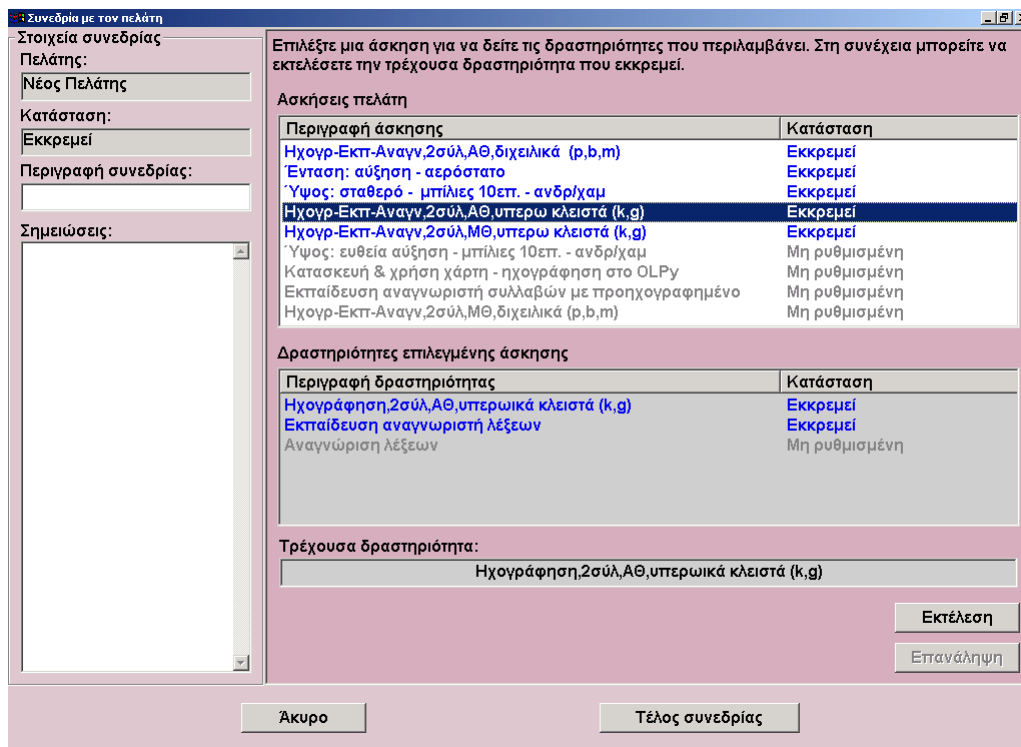 Συνεδρία με τον πελάτη
Στοιχεία συνεδρίας
Πελάτης:
Νέος Πελάτης
Κατάσταση:
Εκκρεμεί
Περιγραφή συνεδρίας:
Σημειώσεις:
Επιλέξτε μια άσκηση για να δείτε τις δραστηριότητες που περιλαμβάνει. Στη συνέχεια μπορείτε να
εκτελέσετε την τρέχουσα δραστηριότητα που εκκρεμεί.
Ασκήσεις πελάτη
Περιγραφή άσκησης Κατάσταση
Ηχογρ-Εκπ-Αναγν,2σύλ,ΑΘ,διχειλικά (p,b,m) Εκκρεμεί
Ένταση: αύξηση - αερόστατο Εκκρεμεί
Ύψος: σταθερό - μπίλιες 10επ. - ανδρ/χαμ Εκκρεμεί
Ηχογρ-Εκπ-Αναγν,2σύλ,ΑΘ,υπερω κλειστά (k,g) Εκκρεμεί
Ηχογρ-Εκπ-Αναγν,2σύλ,ΜΘ,υπερω κλειστά (k,g) Εκκρεμεί
Ύψος: ευθεία αύξηση - μπίλιες 10επ. - ανδρ/χαμ Μη ρυθμισμένη
Κατασκευή & χρήση χάρτη - ηχογράφηση στο OLPy Μη ρυθμισμένη
Εκπαίδευση αναγνωριστή συλλαβών με προηχογραφημένο Μη ρυθμισμένη
Ηχογρ-Εκπ-Αναγν,2σύλ,ΜΘ,διχειλικά (p,b,m) Μη ρυθμισμένη
Δραστηριότητες επιλεγμένης άσκησης
Περιγραφή δραστηριότητας Κατάσταση
Ηχογράφηση,2σύλ,ΑΘ,υπερωικά κλειστά (k,g) Εκκρεμεί
Εκπαίδευση αναγνωριστή λέξεων Εκκρεμεί
Αναγνώριση λέξεων Μη ρυθμισμένη
Τρέχουσα δραστηριότητα:
Ηχογράφηση,2σύλ,ΑΘ,υπερωικά κλειστά (k,g)
Εκτέλεση
Επανάληψη
Άκυρο Τέλος συνεδρίας